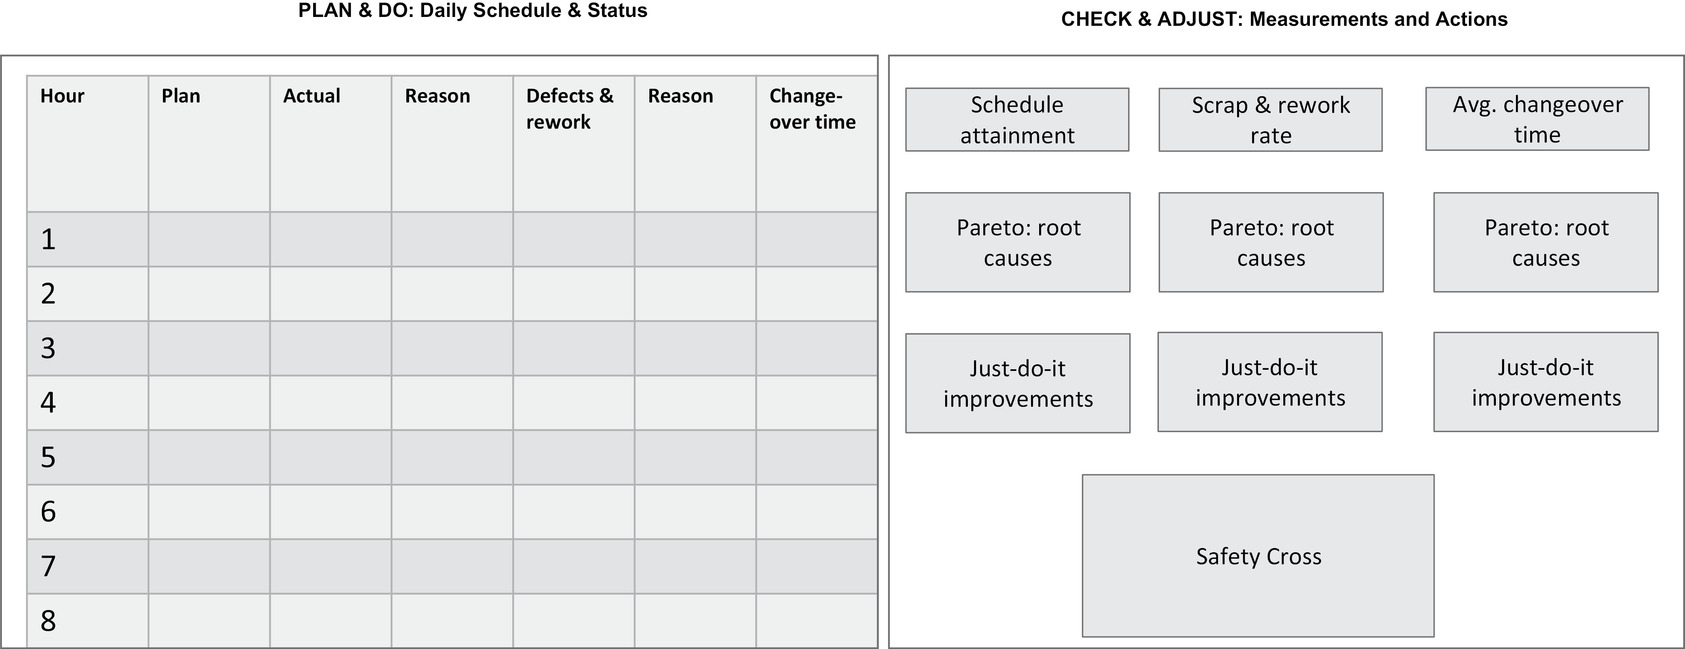 PLAN & DO: Daily Schedule & Status
Hour
Plan
Actual
Reason
Defects &
rework
Reason
Change-
over time
1
2
3
4
5
6
7
8
CHECK & ADJUST: Measurements and Actions
Schedule
attainment
Scrap & rework
rate
Avg. changeover
time
Pareto: root
causes
Pareto: root
causes
Pareto: root
causes
Just-do-it
improvements
Just-do-it
improvements
Just-do-it
improvements
Safety Cross